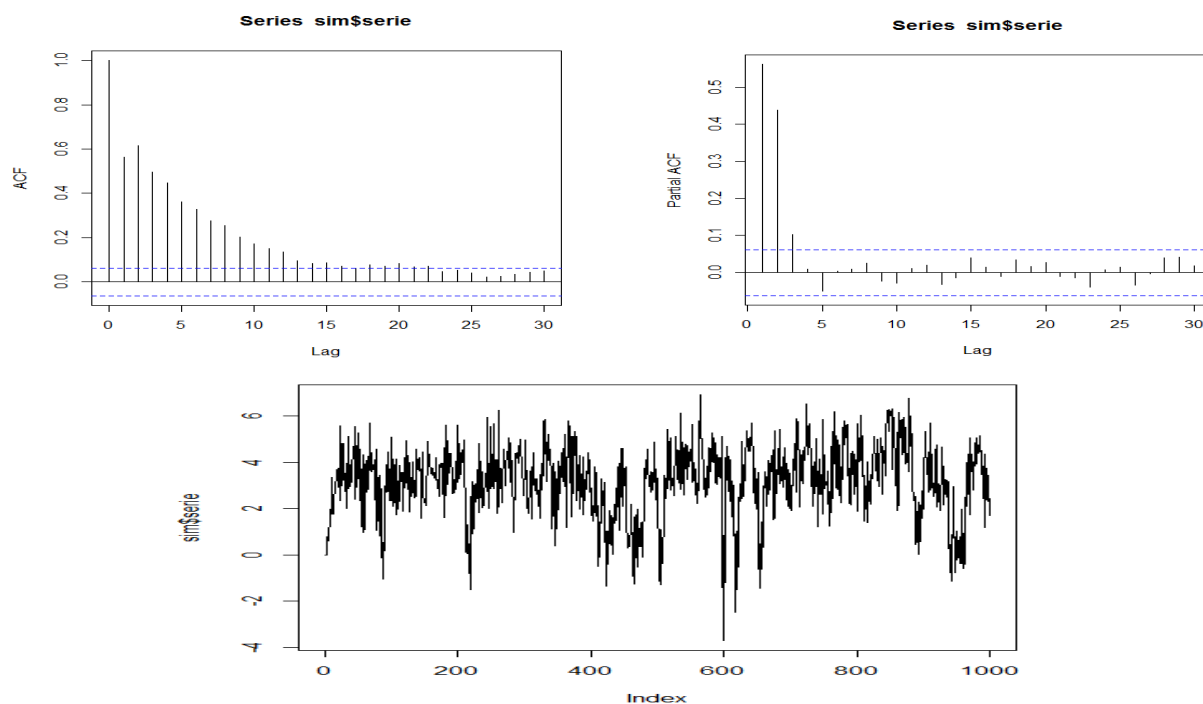 Series sim$serie
ACF
0.0 0.2 0.4 0.6 0.8 1.0
0 5 10 15 20 25 30
Lag
Series sim$serie
Partial ACF
0.0 0.1 0.2 0.3 0.4 0.5
0 5 10 15 20 25 30
Lag
sim$serie
-4 -2 0 2 4 6
0 200 400 600 800 1000
Index